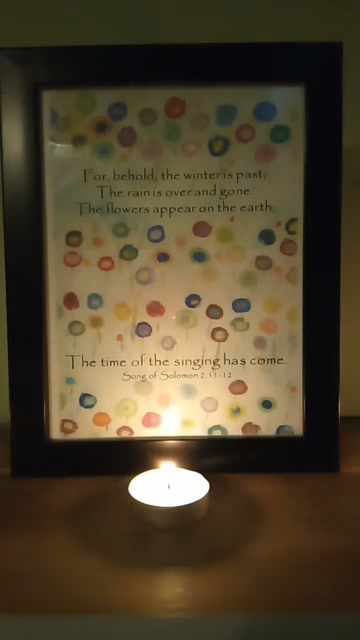 For, behold, the winter is past;
The rain is over and gone.
The flowers appear on the earth;
The time of the singing has come.
Song of Solomon 2:11-12